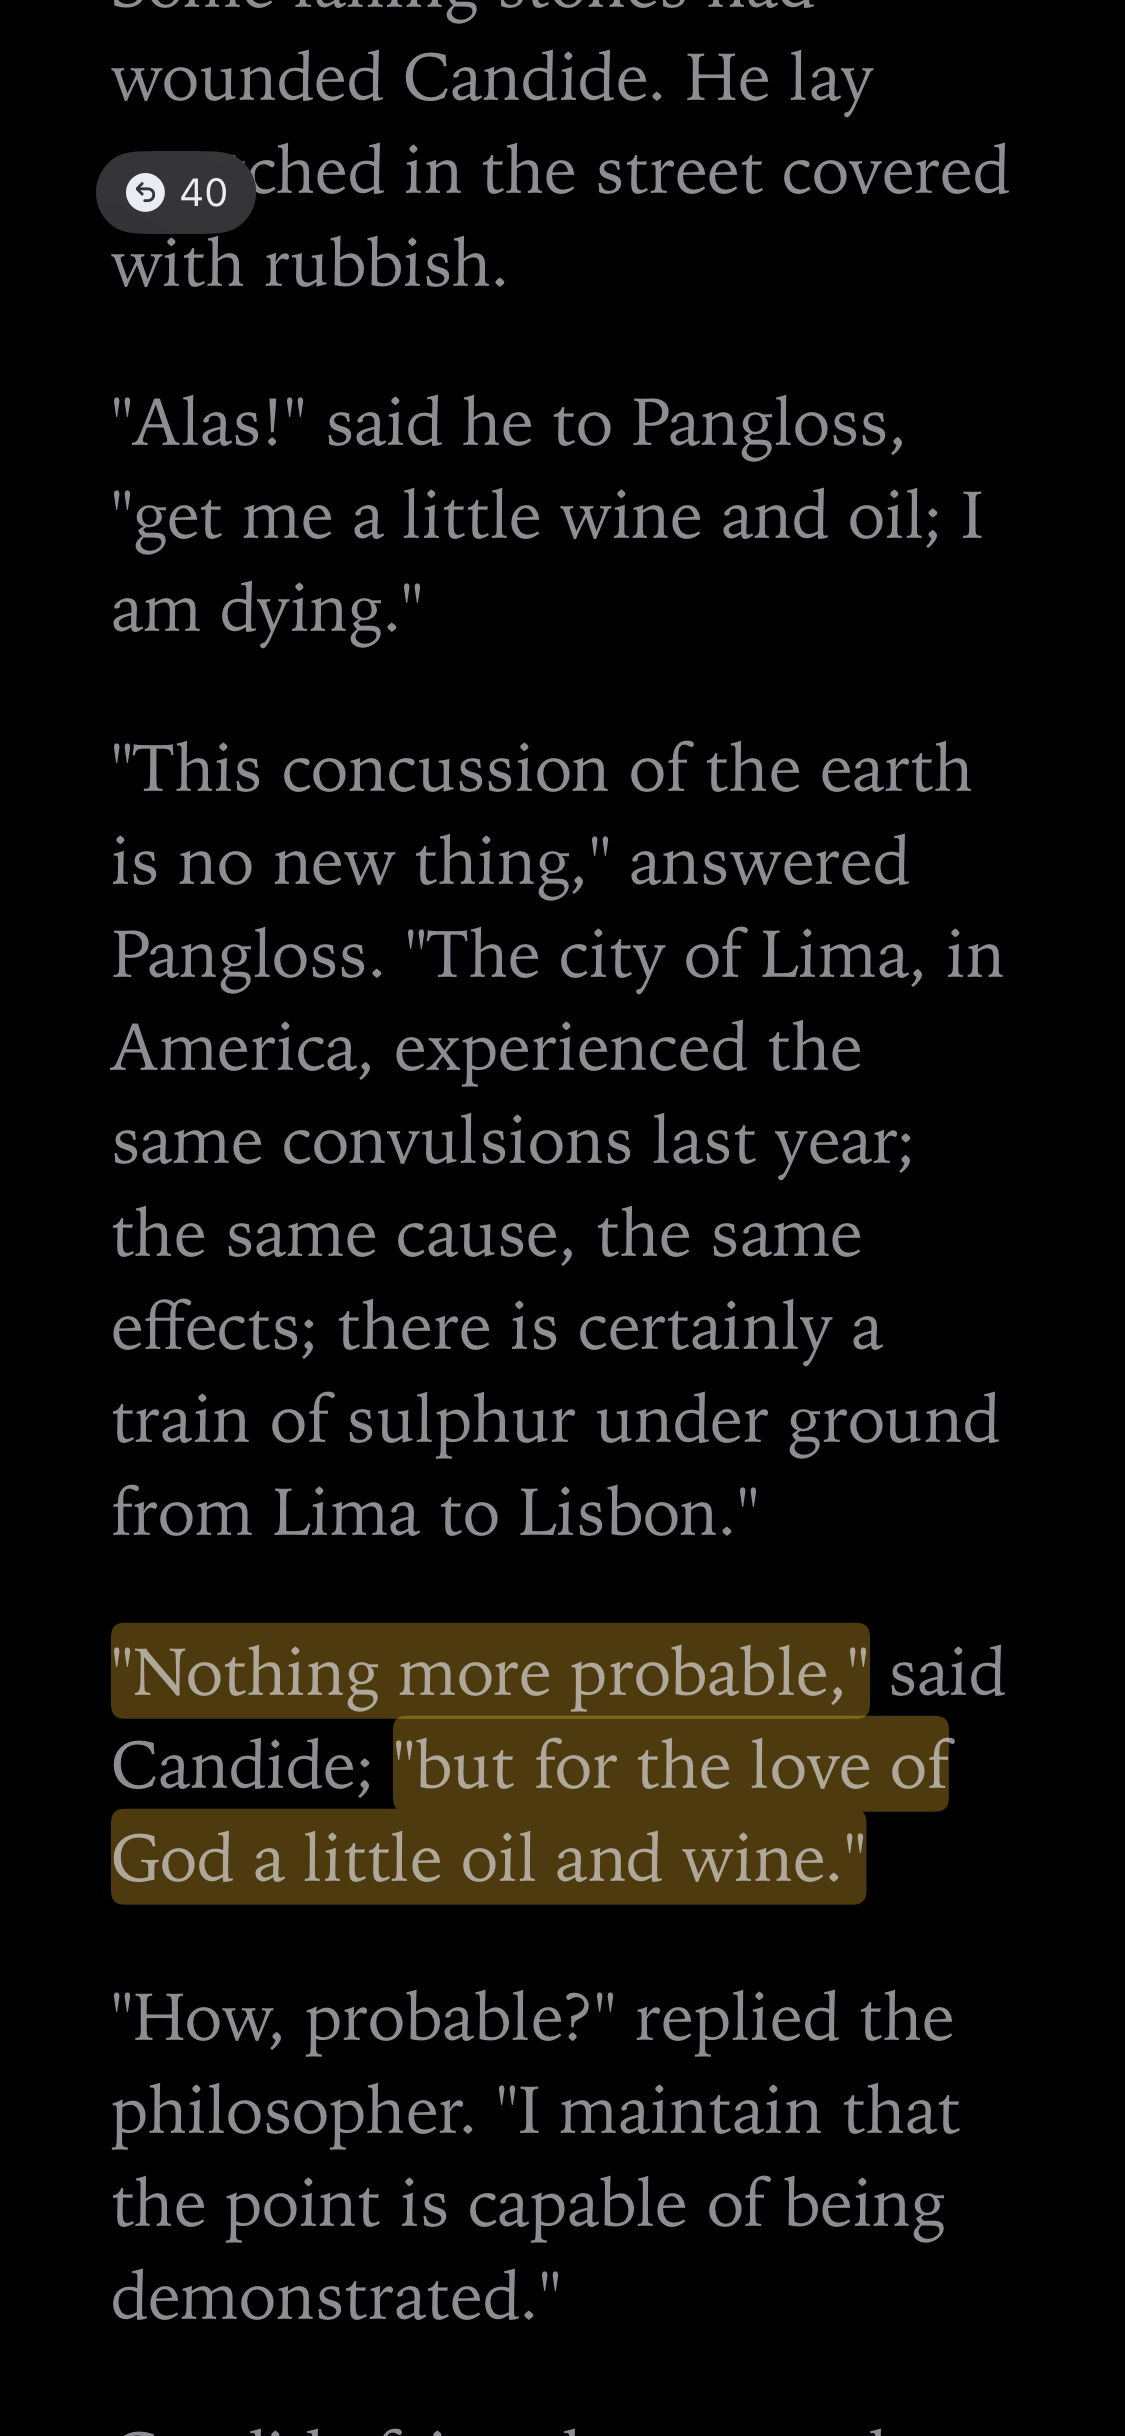 Some falling stones had
wounded Candide. He lay
40
ched in the street covered
with rubbish.
"Alas!" said he to Pangloss,
"get me a little wine and oil; I
am dying."
"This concussion of the earth
is no new thing," answered
Pangloss. "The city of Lima, in
America, experienced the
same convulsions last year;
the same cause, the same
effects; there is certainly a
train of sulphur under ground
from Lima to Lisbon."
"Nothing more probable," said
Candide; "but for the love of
God a little oil and wine."
"How, probable?" replied the
philosopher. "I maintain that
the point is capable of being
demonstrated."